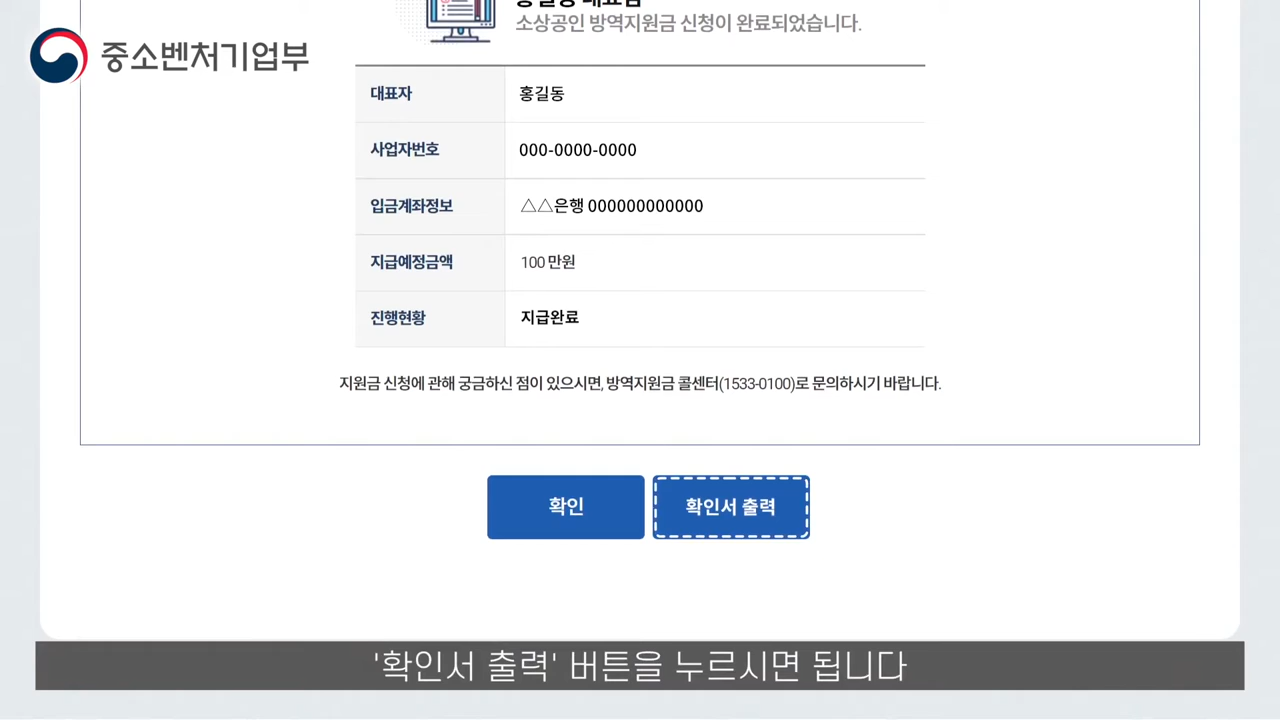 홍길동 대표님
소상공인 방역지원금 신청이 완료되었습니다.
중소벤처기업부
대표자 홍길동
사업자번호 000-0000-0000
입금계좌정보 △△은행 000000000000
지급예정금액 100 만원
진행현황 지급완료
지원금 신청에 관해 궁금하신 점이 있으시면, 방역지원금 콜센터(1533-0100)로 문의하시기 바랍니다.
확인 확인서 출력
'확인서 출력' 버튼을 누르시면 됩니다